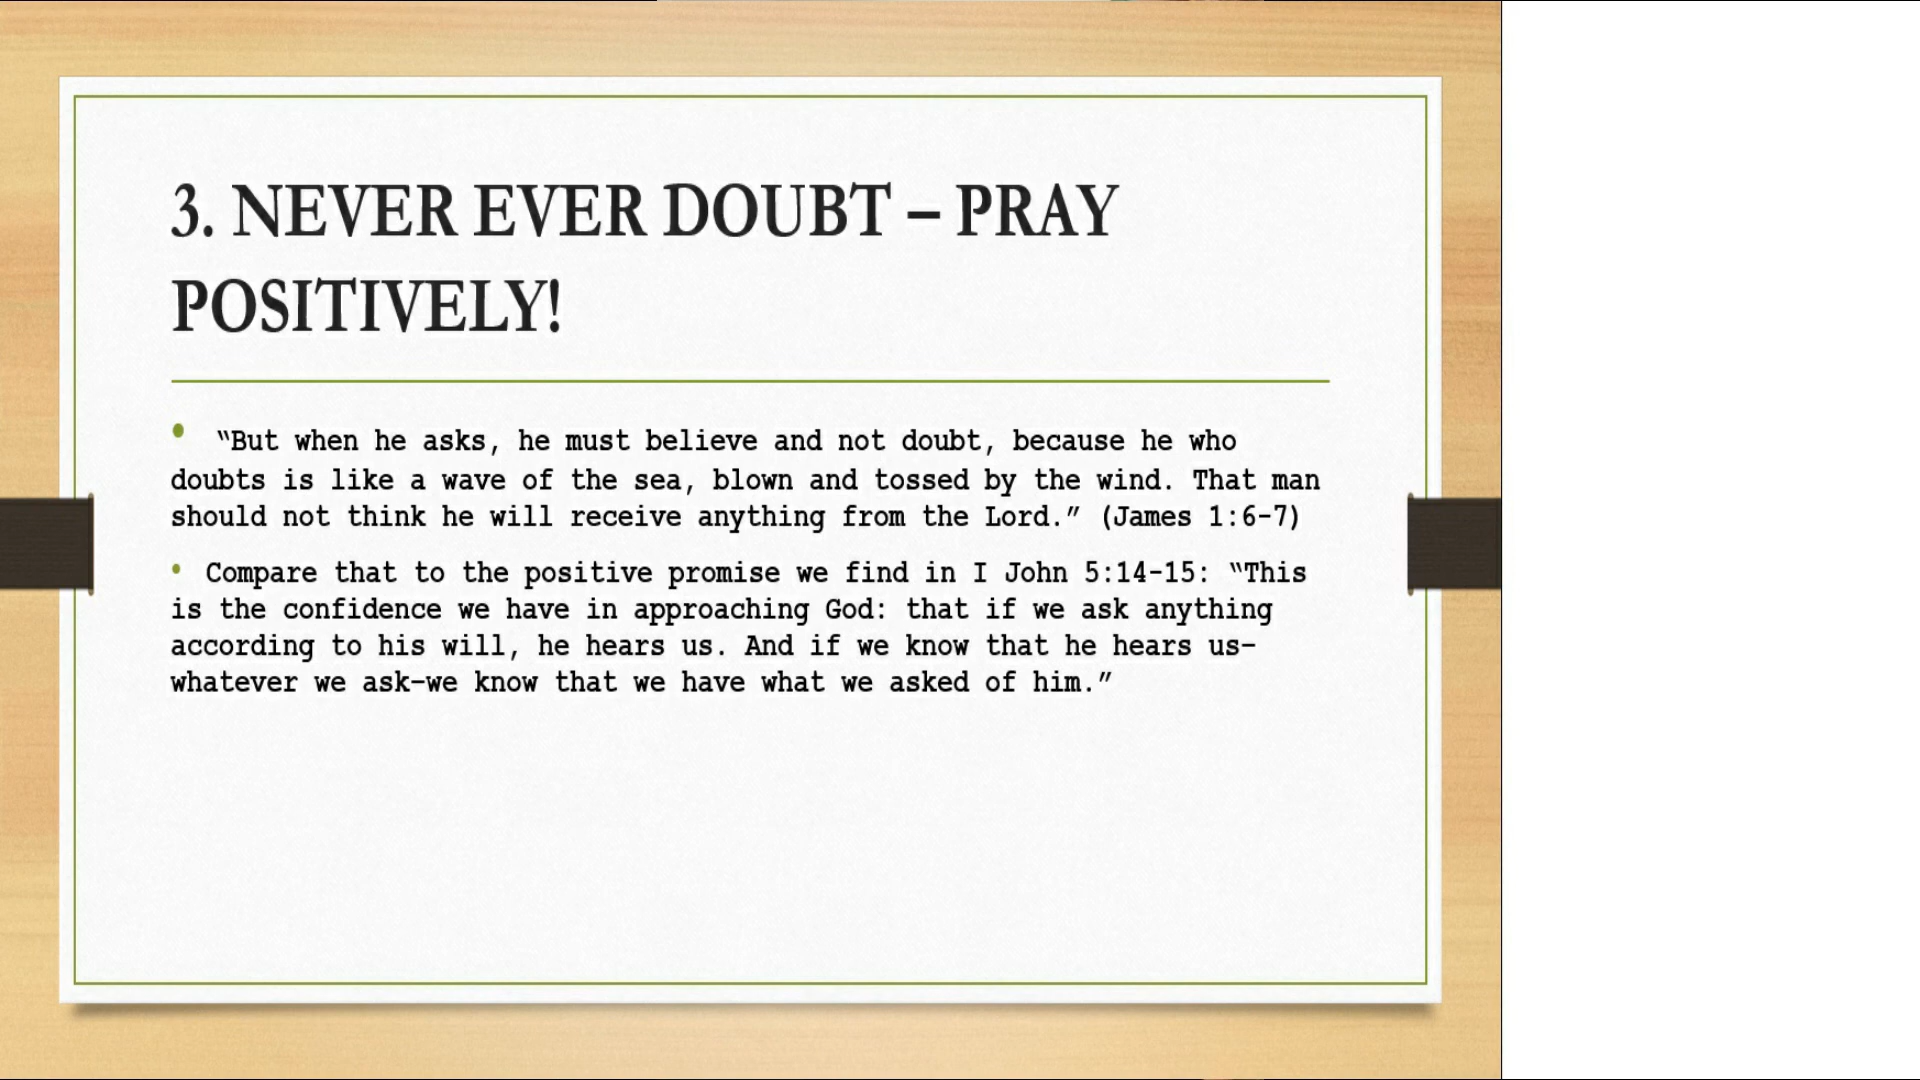 3. NEVER EVER DOUBT – PRAY
POSITIVELY!
• “But when he asks, he must believe and not doubt, because he who
doubts is like a wave of the sea, blown and tossed by the wind. That man
should not think he will receive anything from the Lord.” (James 1:6-7)
• Compare that to the positive promise we find in I John 5:14-15: “This
is the confidence we have in approaching God: that if we ask anything
according to his will, he hears us. And if we know that he hears us–
whatever we ask–we know that we have what we asked of him.”